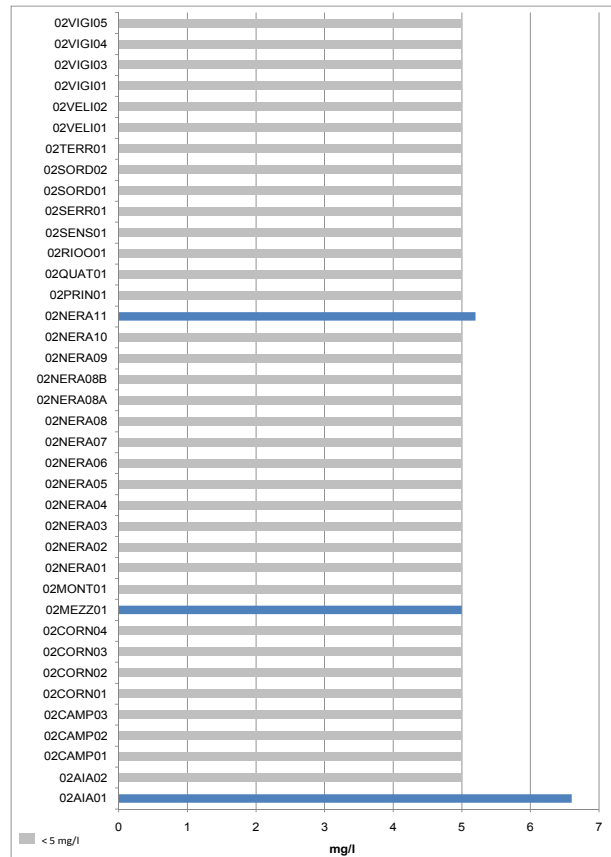 02VIGI05
02VIGI04
02VIGI03
02VIGI01
02VELI02
02VELI01
02TERR01
02SORD02
02SORD01
02SERR01
02SENS01
02RIOO01
02QUAT01
02PRIN01
02NERA11
02NERA10
02NERA09
02NERA08B
02NERA08A
02NERA08
02NERA07
02NERA06
02NERA05
02NERA04
02NERA03
02NERA02
02NERA01
02MONT01
02MEZZ01
02CORN04
02CORN03
02CORN02
02CORN01
02CAMP03
02CAMP02
02CAMP01
02AIA02
02AIA01
0 1 2 3 4 5 6 7
< 5 mg/l
mg/l